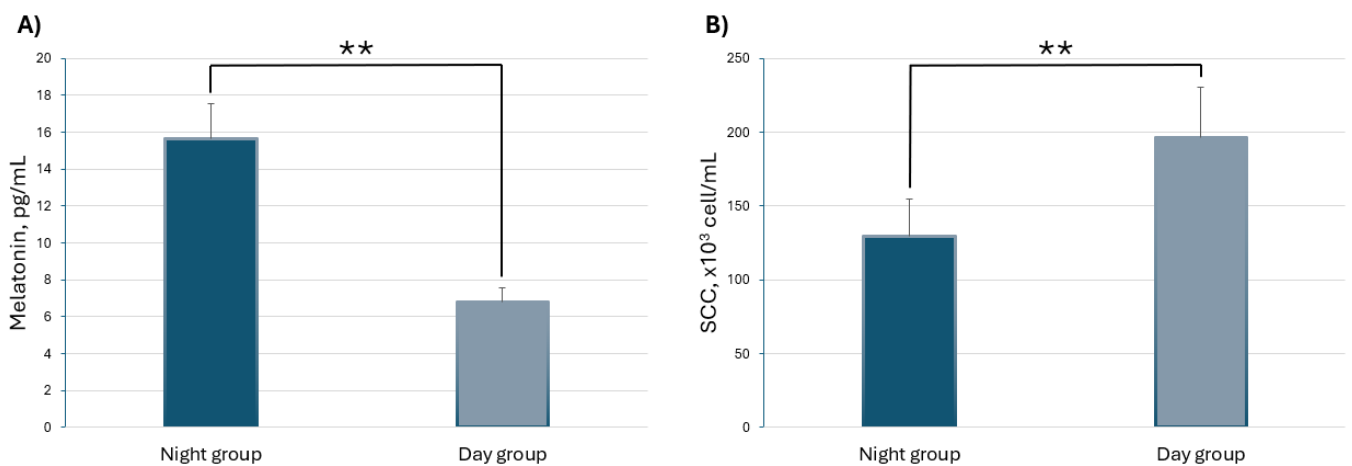 A)
**
20
18
16
14
12
10
8
6
4
2
0
Melatonin, pg/mL
Night group
Day group
B)
**
250
200
150
100
50
0
SCC, x10³ cell/mL
Night group
Day group